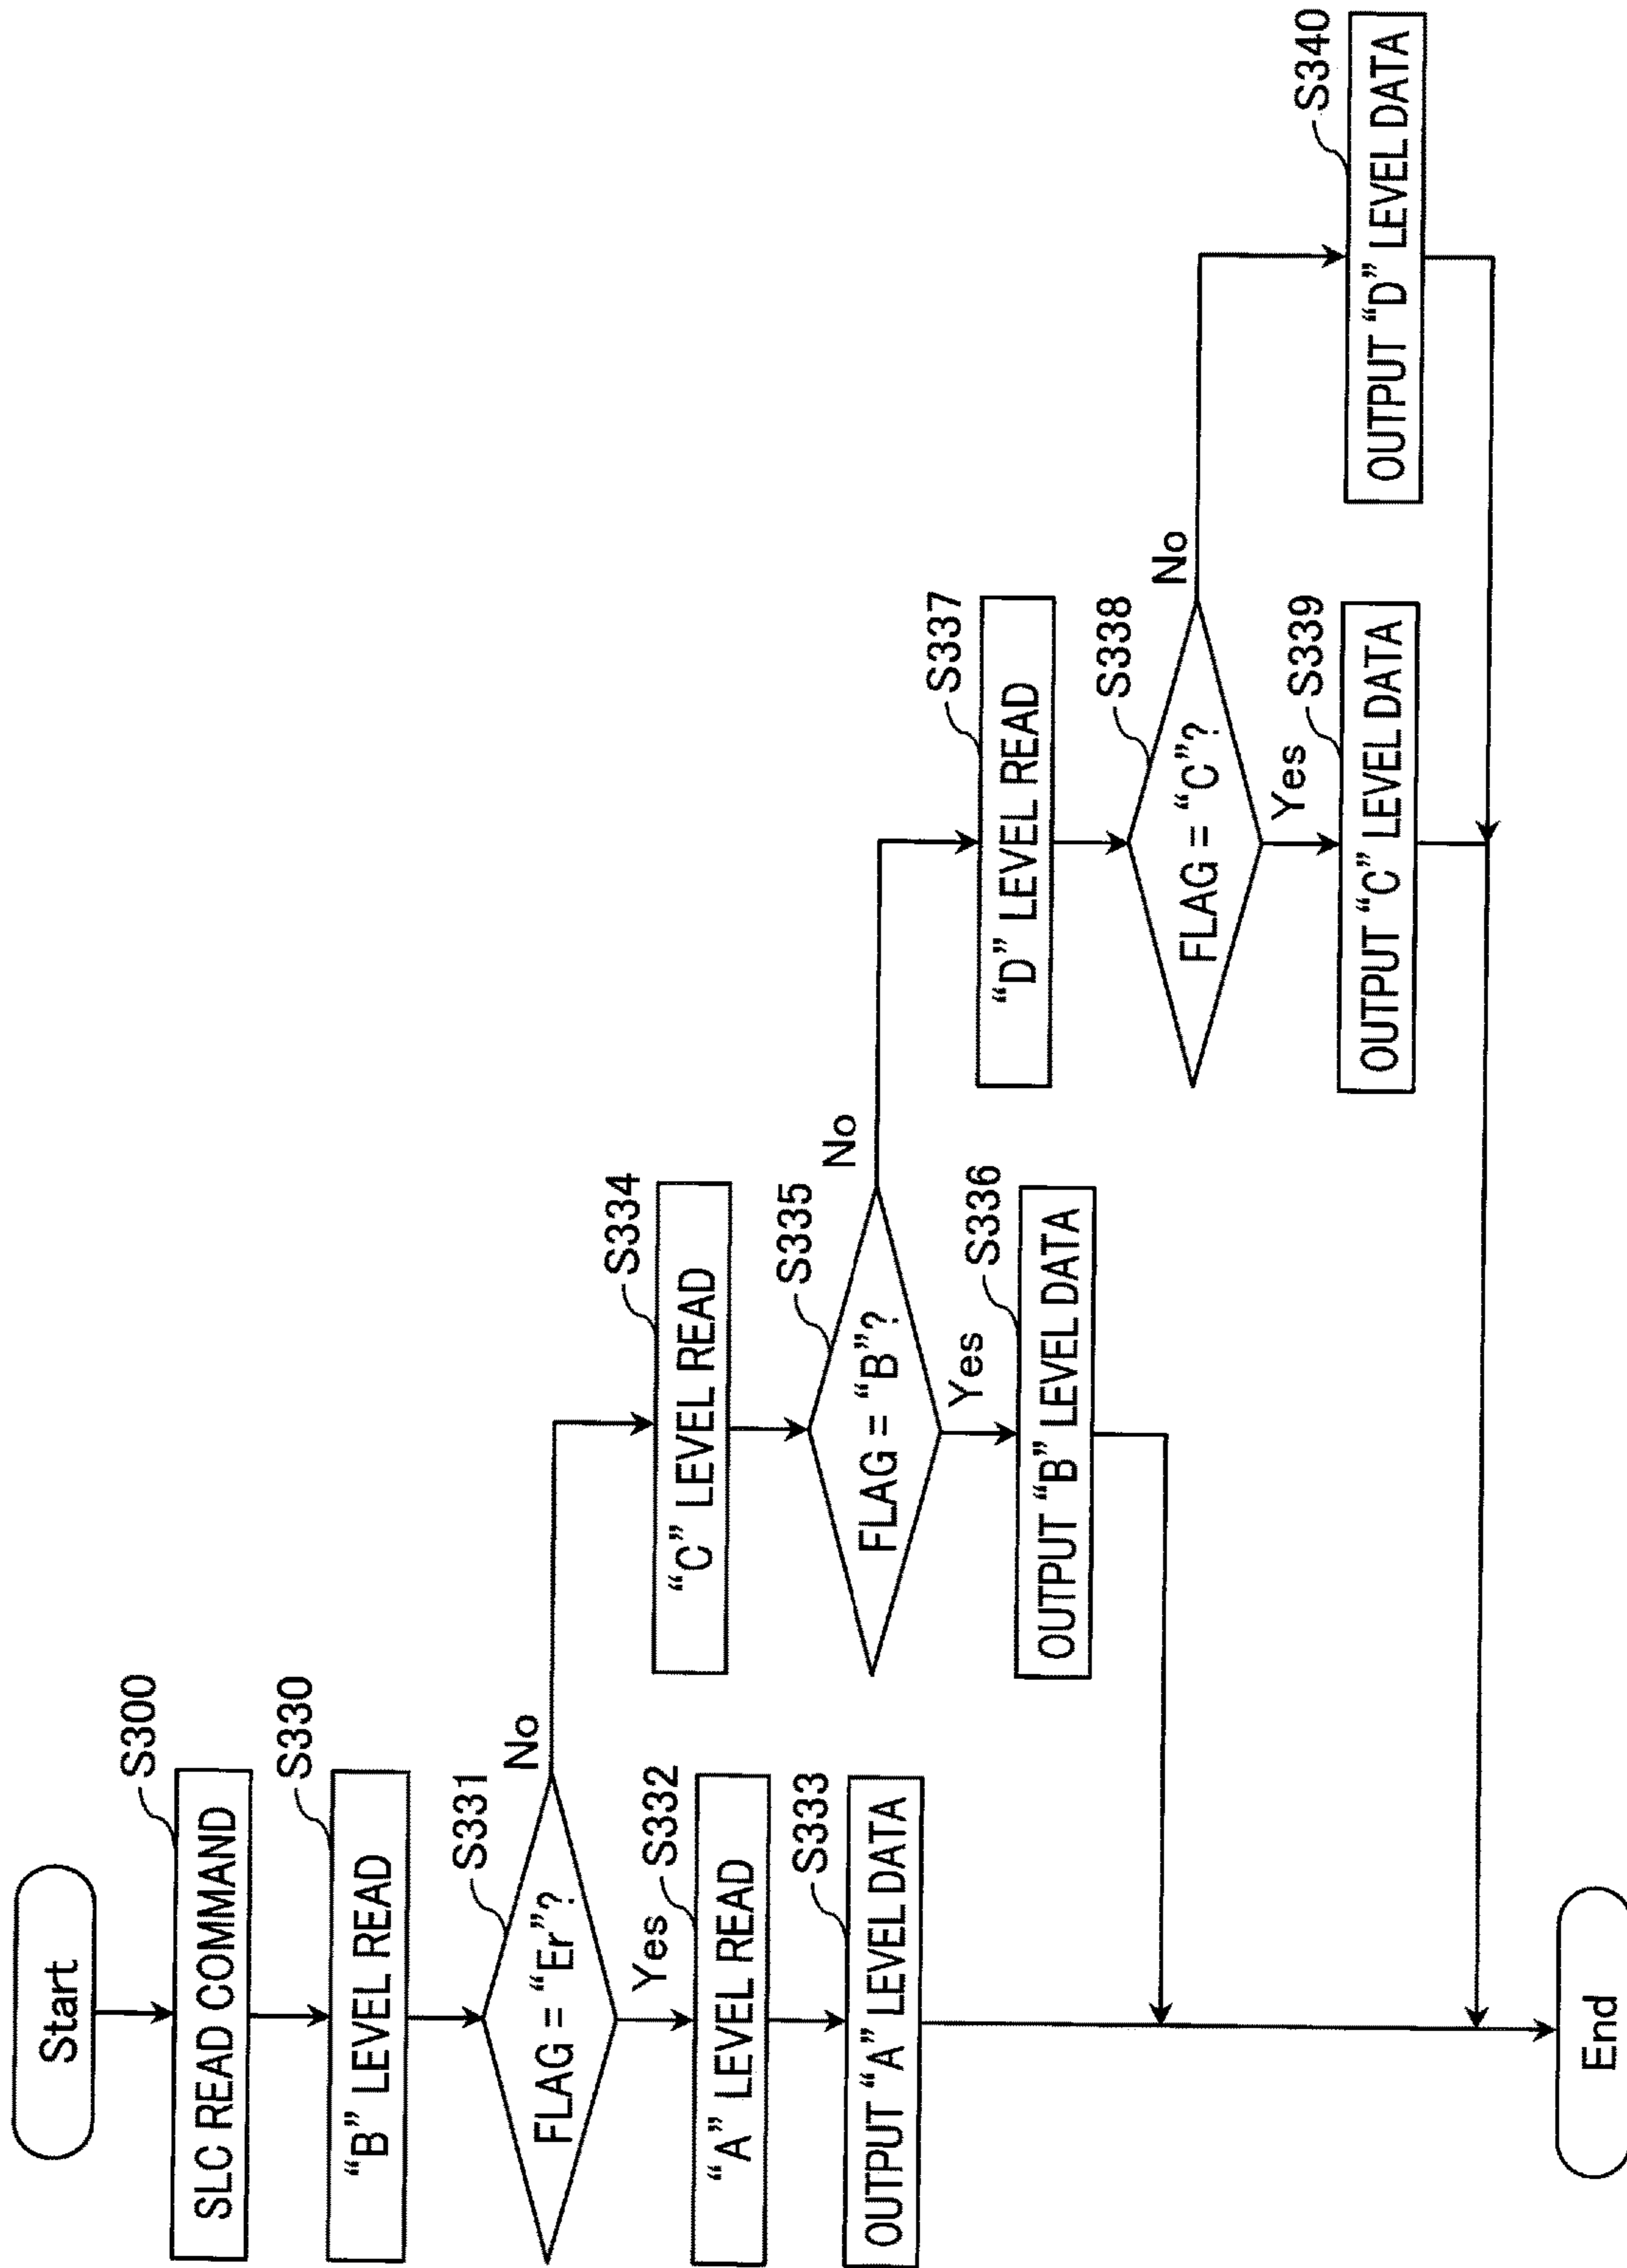 Start
SLC READ COMMAND
S300
“B” LEVEL READ
S330
FLAG = “Er”?
S331
No
Yes
“A” LEVEL READ
S332
OUTPUT “A” LEVEL DATA
S333
“C” LEVEL READ
S334
FLAG = “B”?
S335
No
Yes
OUTPUT “B” LEVEL DATA
S336
“D” LEVEL READ
S337
FLAG = “C”?
S338
No
Yes
OUTPUT “C” LEVEL DATA
S339
OUTPUT “D” LEVEL DATA
S340
End